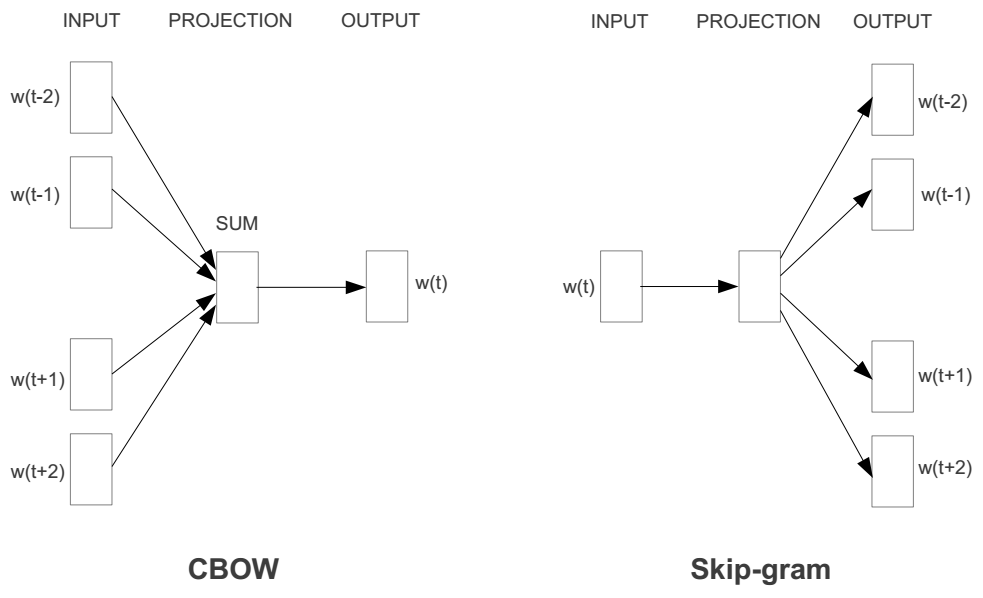 INPUT PROJECTION OUTPUT
w(t-2)
w(t-1)
SUM
w(t)
w(t+1)
w(t+2)
CBOW
INPUT PROJECTION OUTPUT
w(t-2)
w(t-1)
w(t)
w(t+1)
w(t+2)
Skip-gram